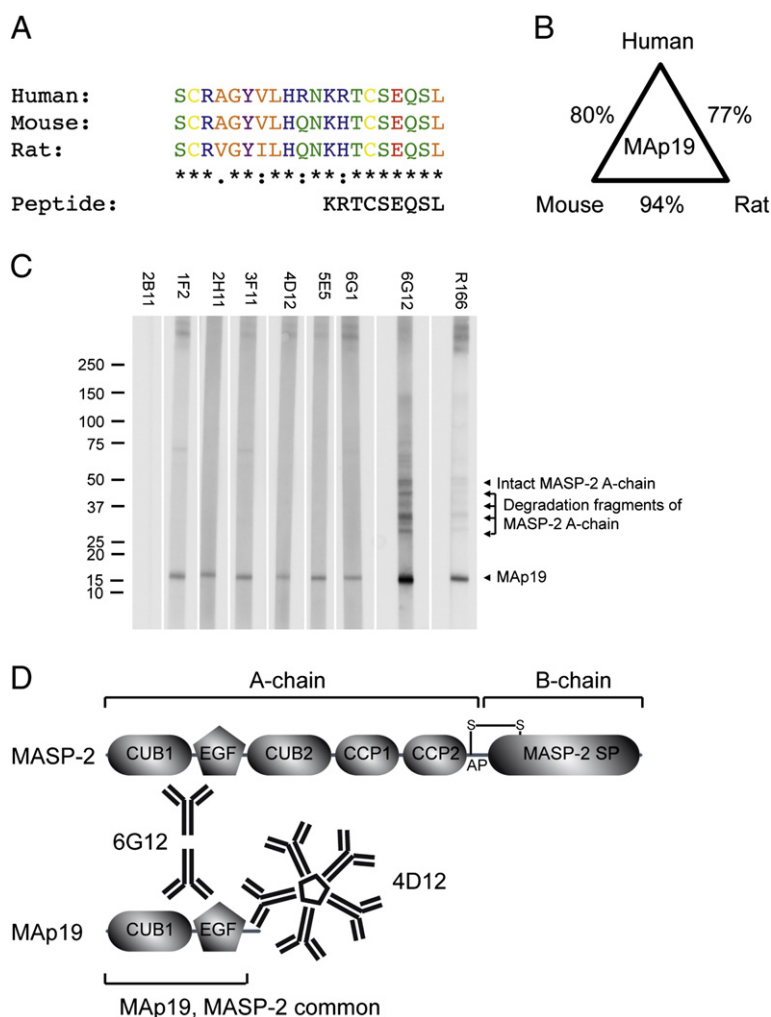 A
Human: SCRAGYVLHRNKRTCSEQSL
Mouse: SCRAGYVLHQNKHTCSEQSL
Rat: SCRVGYILHQNKHTCSEQSL
***.**:**:**:*******
Peptide: KRTCSEQSL
B
Human
80% 77%
MAp19
Mouse 94% Rat
C
2B11 1F2 2H11 3F11 4D12 5E5 6G1 6G12 R166
250
150
100
75
50
37
25
20
15
10
Intact MASP-2 A-chain
Degradation fragments of
MASP-2 A-chain
MAp19
D
A-chain B-chain
S S
MASP-2 CUB1 EGF CUB2 CCP1 CCP2 AP MASP-2 SP
6G12
4D12
MAp19 CUB1 EGF
MAp19, MASP-2 common